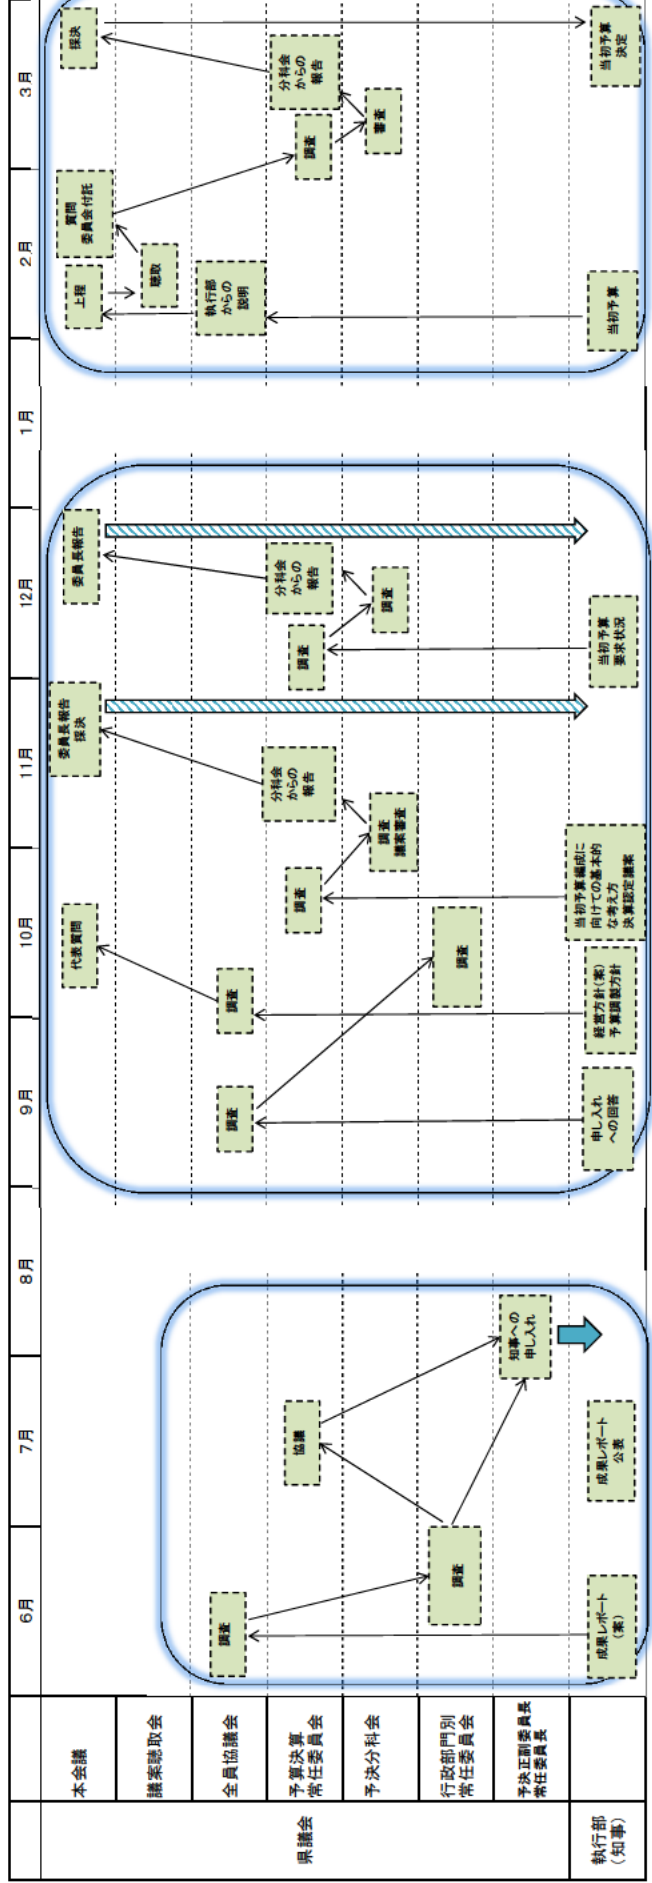 県議会
執行部
（知事）
本会議
議案聴取会
全員協議会
予算決算
常任委員会
予決分科会
行政部門別
常任委員会
予決正副委員長
常任委員長
6月
7月
8月
9月
10月
11月
12月
1月
2月
3月
調査
調査
成果レポート
（案）
協議
成果レポート
公表
知事への
申し入れ
調査
申し入れ
への回答
調査
経営方針（案）
予算調製方針
代表質問
調査
調査
当初予算編成に
向けての基本的
な考え方
決算認定議案
調査
議案審査
分科会
からの
報告
委員長報告
採決
調査
当初予算
要求状況
調査
分科会
からの
報告
委員長報告
当初予算
執行部
からの
説明
上程
聴取
質問
委員会付託
調査
審査
分科会
からの
報告
採決
当初予算
決定